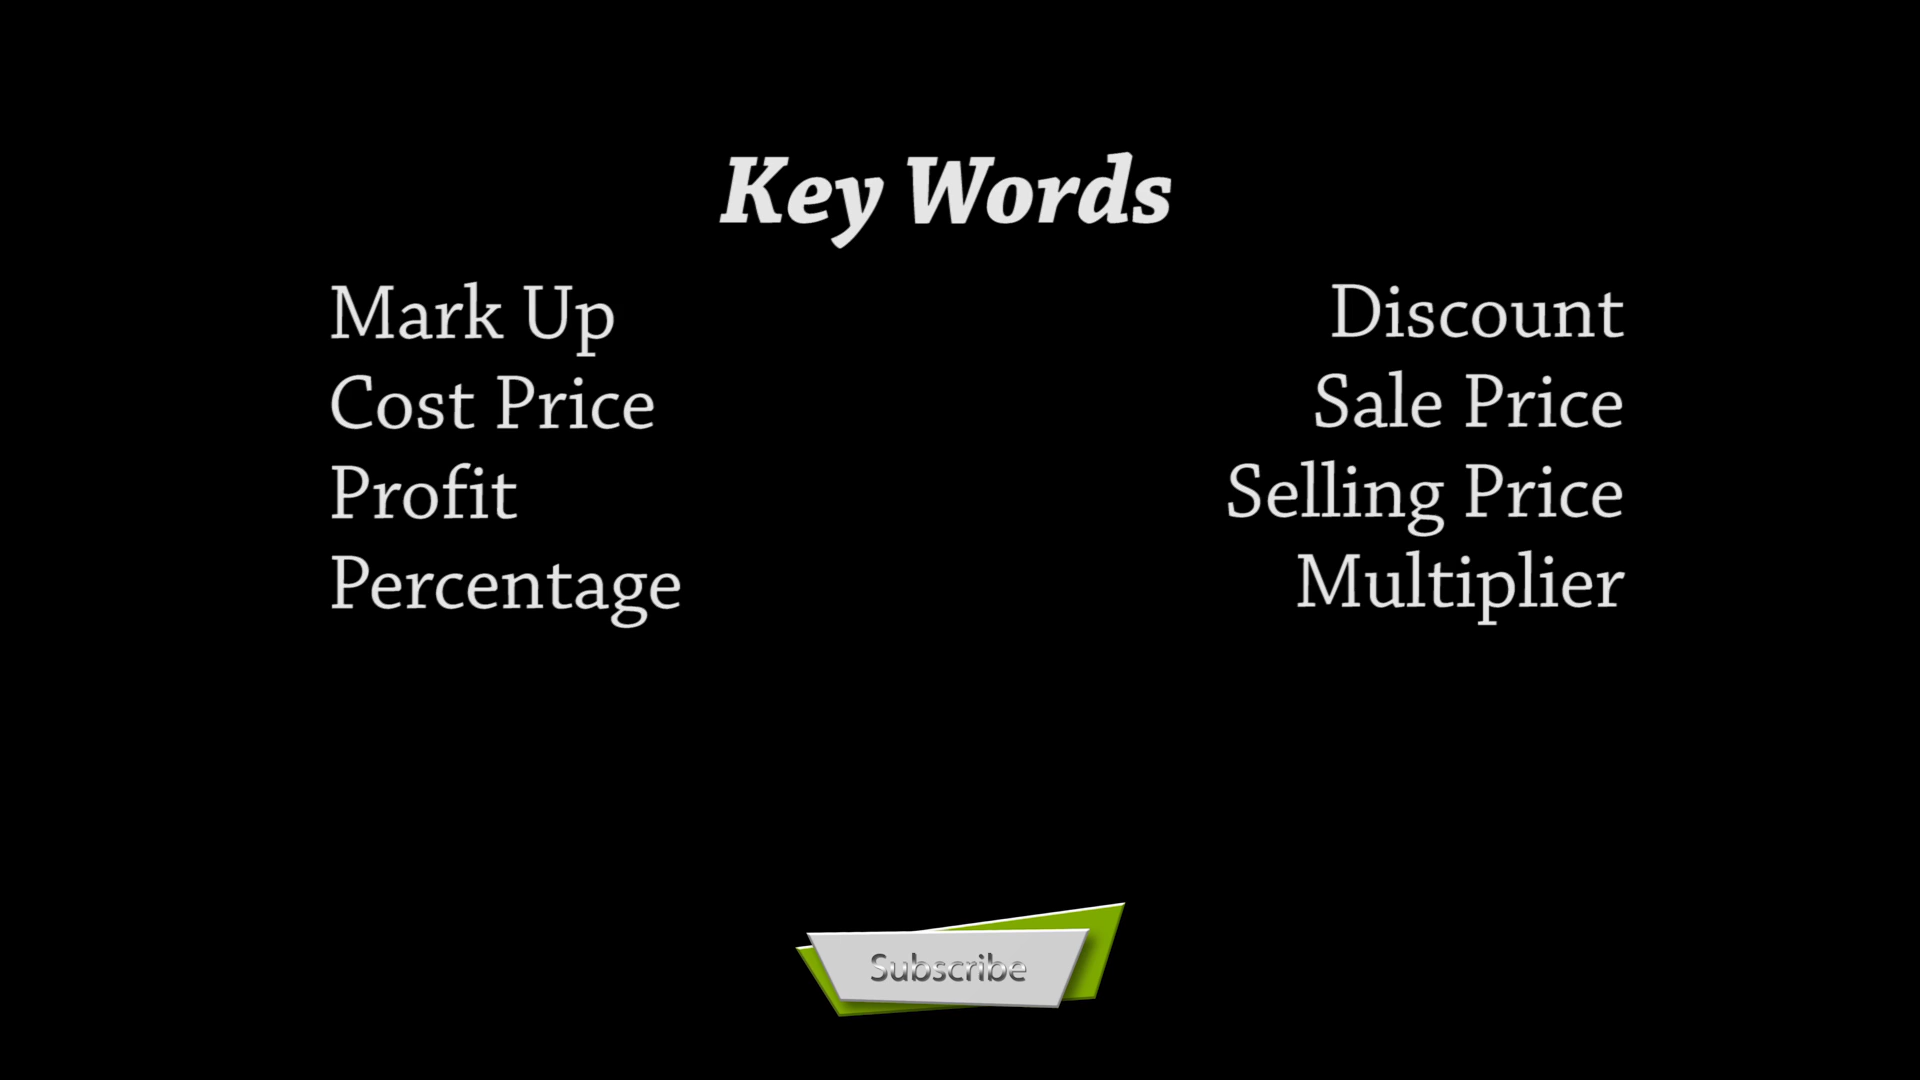 Key Words
Mark Up
Cost Price
Profit
Percentage
Discount
Sale Price
Selling Price
Multiplier
Subscribe